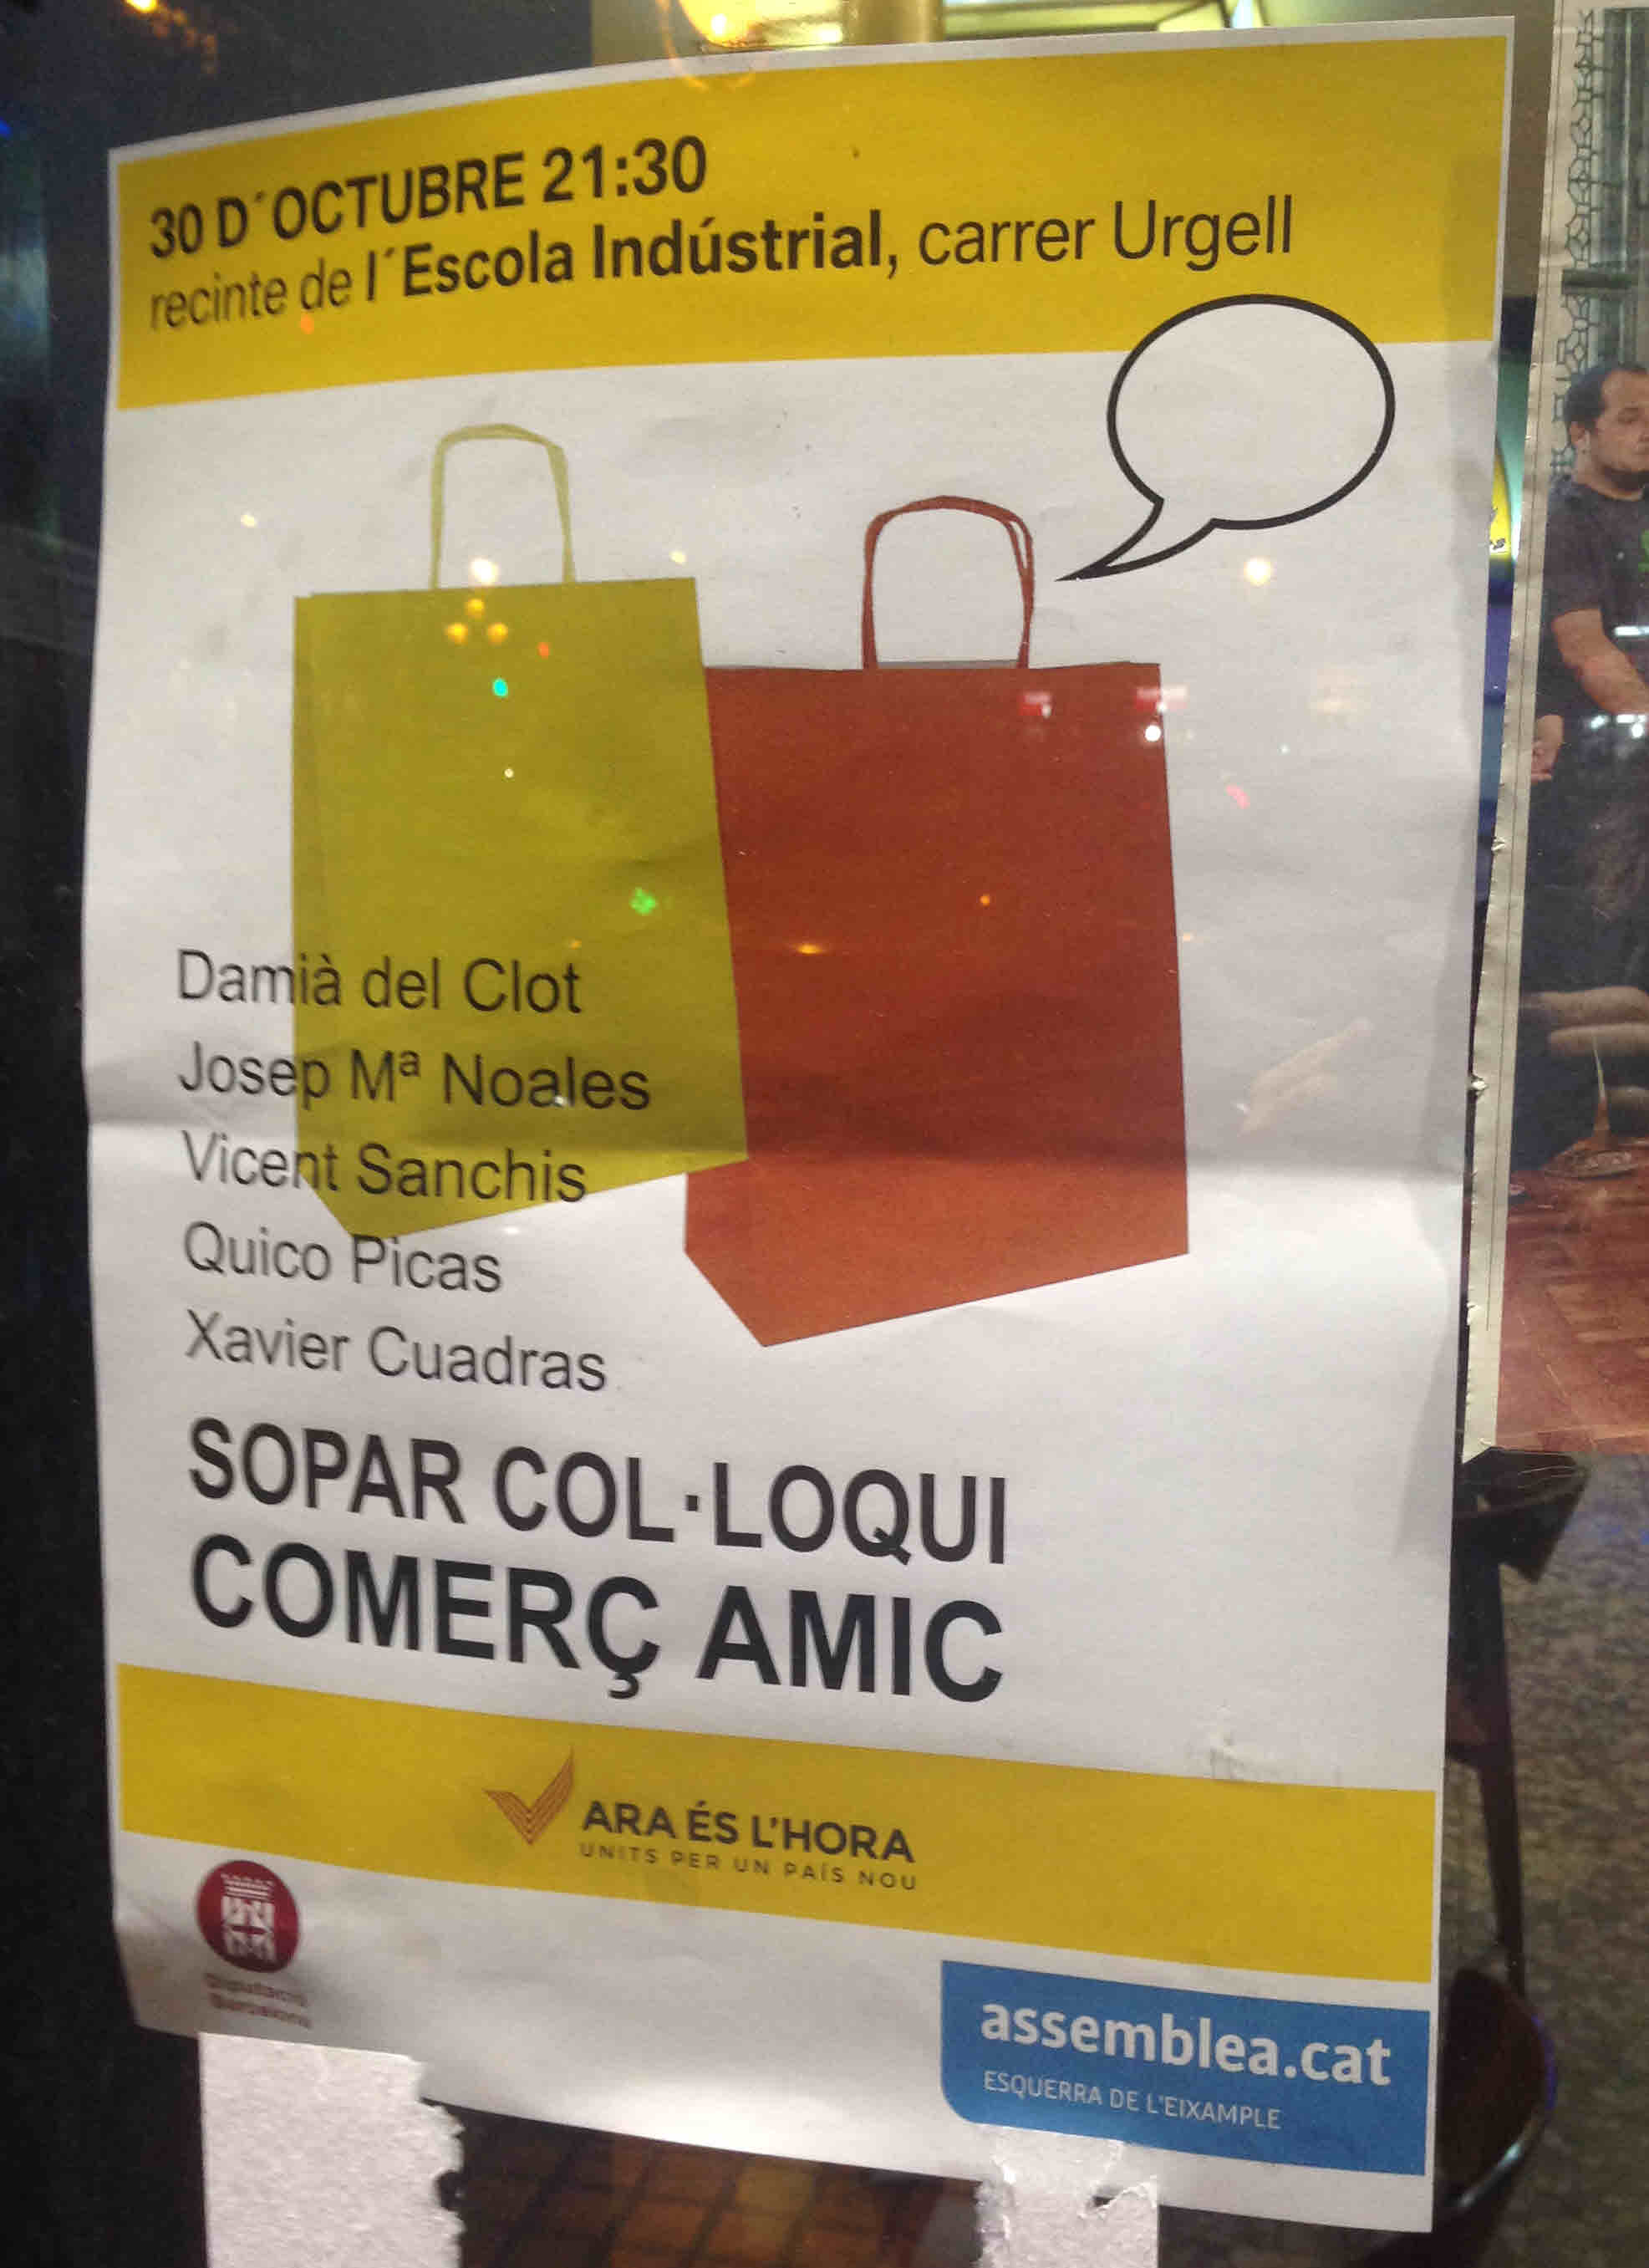 30 D´OCTUBRE 21:30
recinte de l´Escola Indústrial, carrer Urgell
Damià del Clot
Josep Mª Noales
Vicent Sanchis
Quico Picas
Xavier Cuadras
SOPAR COL·LOQUI
COMERÇ AMIC
ARA ÉS L'HORA
UNITS PER UN PAÍS NOU
Diputació
Barcelona
assemblea.cat
ESQUERRA DE L'EIXAMPLE